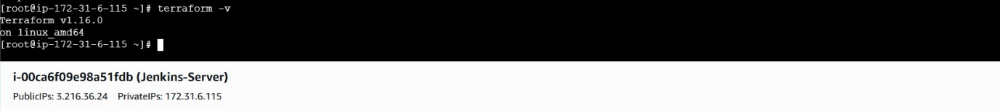 [root@ip-172-31-6-115 ~]# terraform -v
Terraform v1.16.0
on linux_amd64
[root@ip-172-31-6-115 ~]#
i-00ca6f09e98a51fdb (Jenkins-Server)
PublicIPs: 3.216.36.24 PrivateIPs: 172.31.6.115